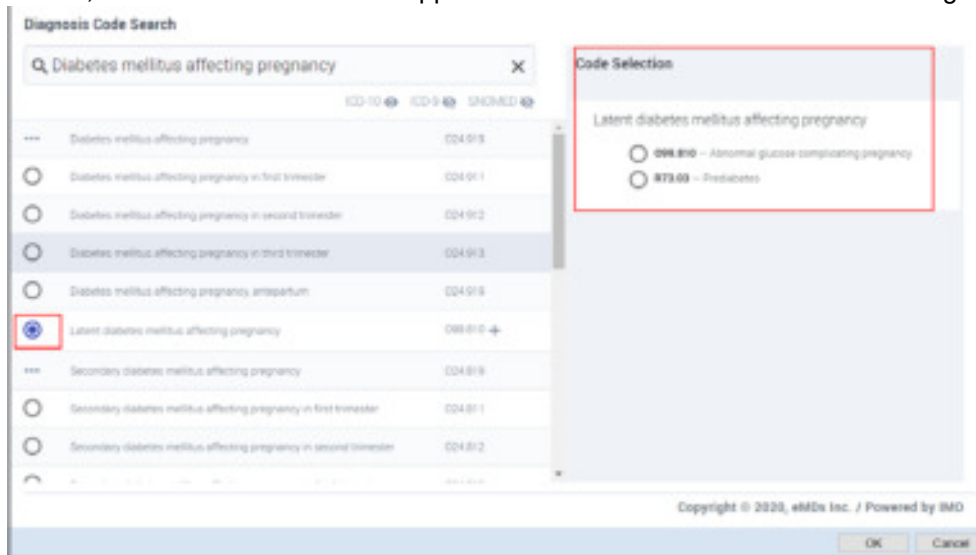 Diagnosis Code Search
Diabetes mellitus affecting pregnancy
ICD-10 ICD-9 SNOMED
Diabetes mellitus affecting pregnancy O24.919
Diabetes mellitus affecting pregnancy in first trimester O24.911
Diabetes mellitus affecting pregnancy in second trimester O24.912
Diabetes mellitus affecting pregnancy in third trimester O24.913
Diabetes mellitus affecting pregnancy, antepartum O24.919
Latent diabetes mellitus affecting pregnancy O98.810 +
Secondary diabetes mellitus affecting pregnancy O24.819
Secondary diabetes mellitus affecting pregnancy in first trimester O24.811
Secondary diabetes mellitus affecting pregnancy in second trimester O24.812
Code Selection
Latent diabetes mellitus affecting pregnancy
O98.810 – Abnormal glucose complicating pregnancy
R73.03 – Prediabetes
Copyright © 2020, eMDs Inc. / Powered by IMO
OK Cancel